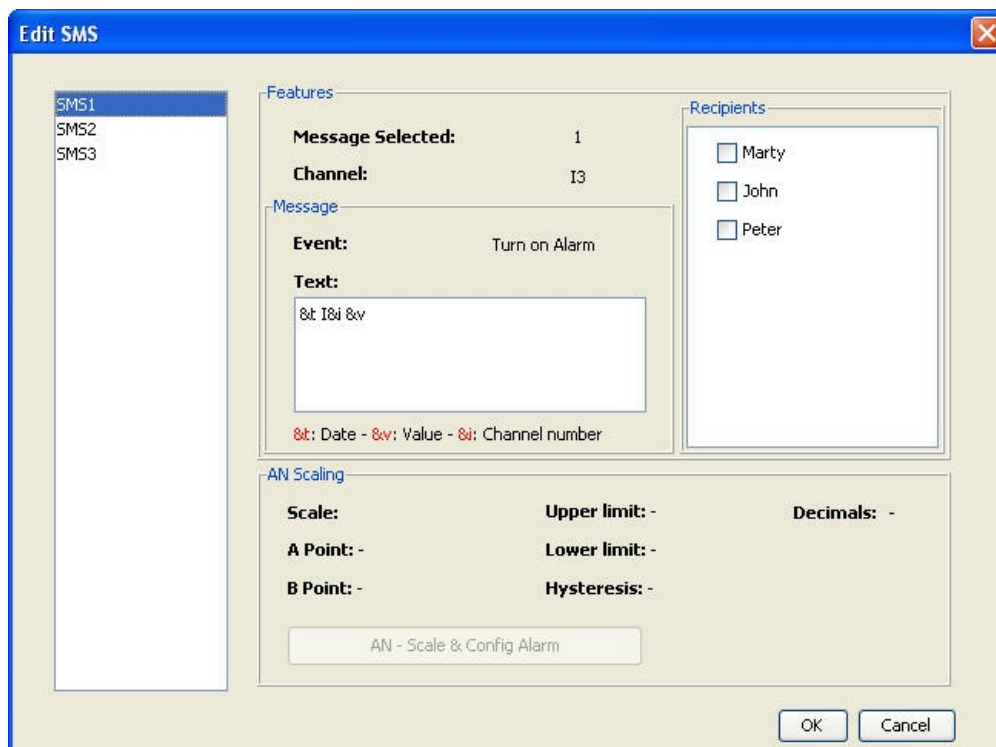 Edit SMS
SMS1
SMS2
SMS3
Features
Message Selected: 1
Channel: I3
Message
Event: Turn on Alarm
Text:
&t I&i &v
&t: Date - &v: Value - &i: Channel number
Recipients
Marty
John
Peter
AN Scaling
Scale: Upper limit: - Decimals: -
A Point: - Lower limit: -
B Point: - Hysteresis: -
AN - Scale & Config Alarm
OK Cancel